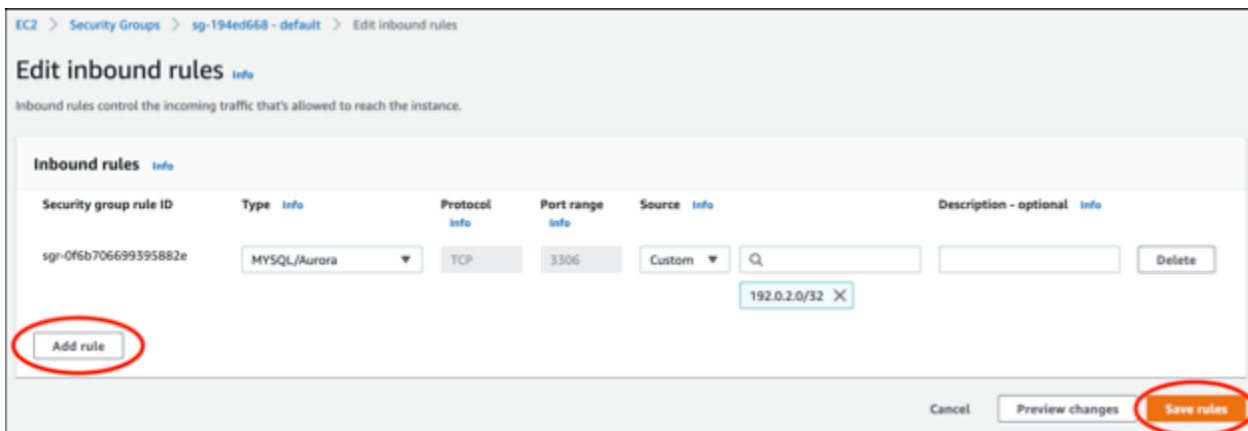 EC2 > Security Groups > sg-194ed668 - default > Edit inbound rules
Edit inbound rules Info
Inbound rules control the incoming traffic that's allowed to reach the instance.
Inbound rules Info
Security group rule ID Type Info Protocol Info Port range Info Source Info Description - optional Info
sgr-0f6b706699395882e MYSQL/Aurora TCP 3306 Custom Delete
192.0.2.0/32 X
Add rule
Cancel Preview changes Save rules